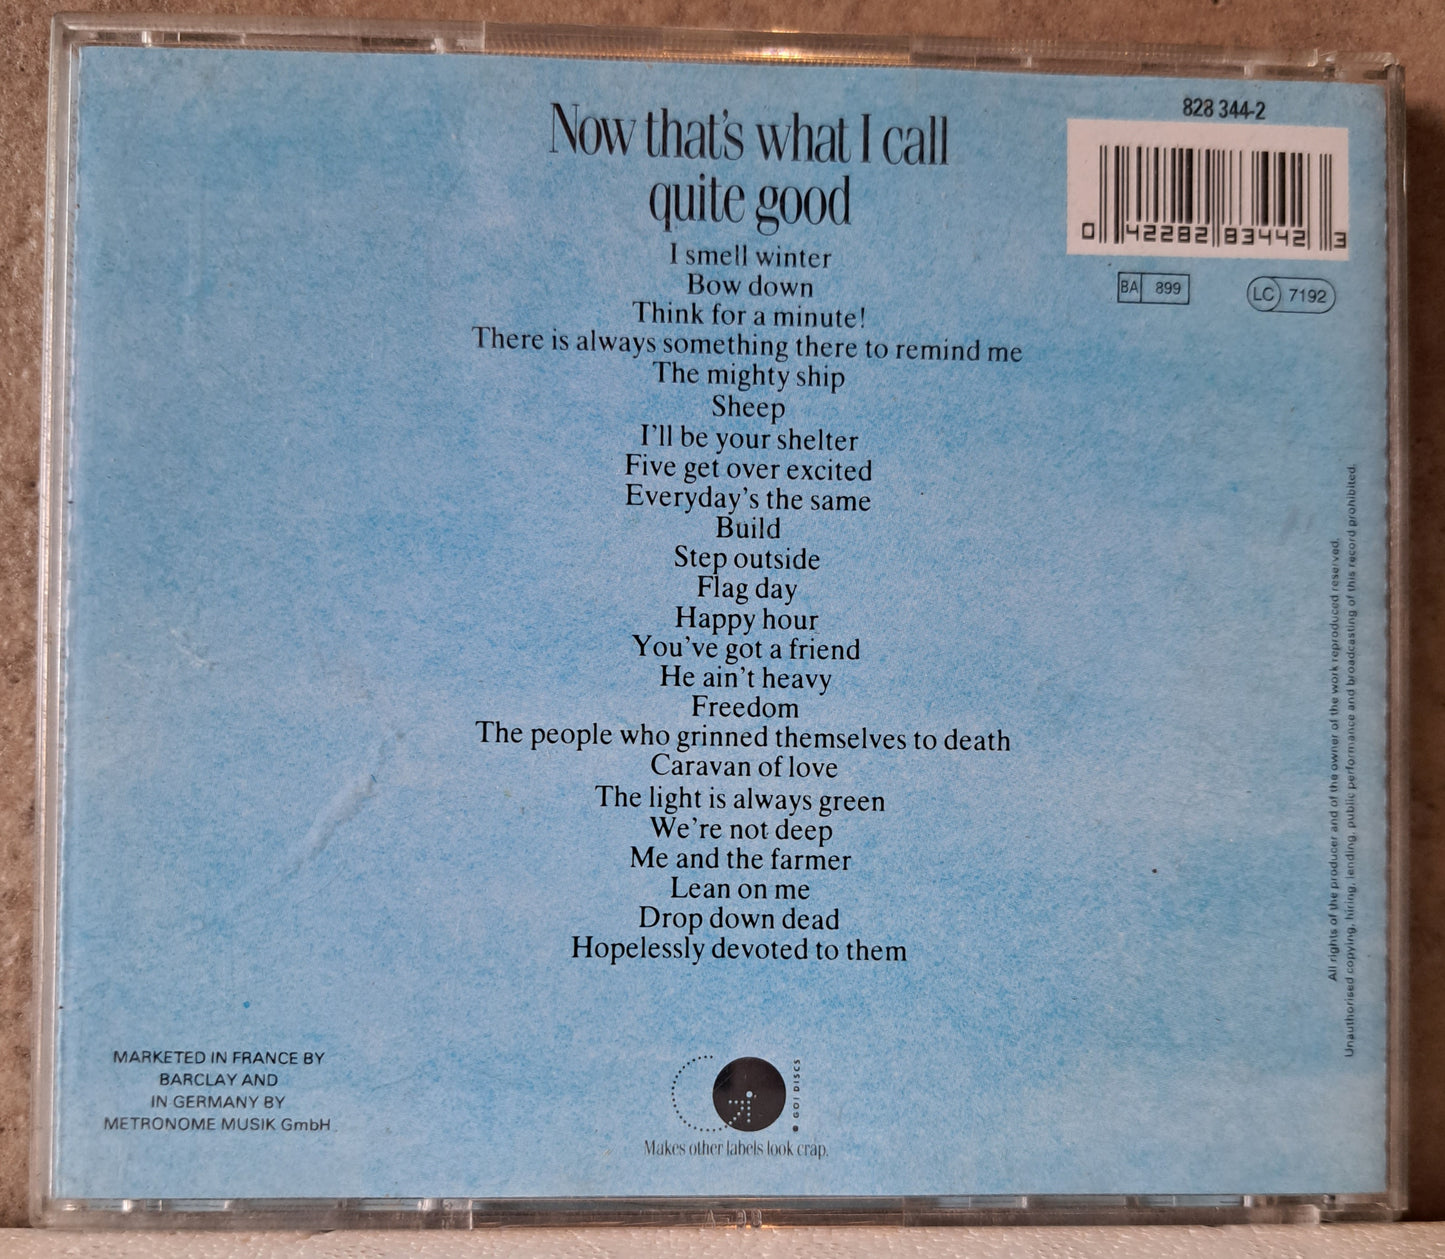 Now that's what I call
quite good
828 344-2
0 42282 83442 3
BA 899
LC 7192
I smell winter
Bow down
Think for a minute!
There is always something there to remind me
The mighty ship
Sheep
I'll be your shelter
Five get over excited
Everyday's the same
Build
Step outside
Flag day
Happy hour
You've got a friend
He ain't heavy
Freedom
The people who grinned themselves to death
Caravan of love
The light is always green
We're not deep
Me and the farmer
Lean on me
Drop down dead
Hopelessly devoted to them
All rights of the producer and of the owner of the work reproduced reserved.
Unauthorised copying, hiring, lending, public performance and broadcasting of this record prohibited.
MARKETED IN FRANCE BY
BARCLAY AND
IN GERMANY BY
METRONOME MUSIK GmbH
GO! DISCS
Makes other labels look crap.